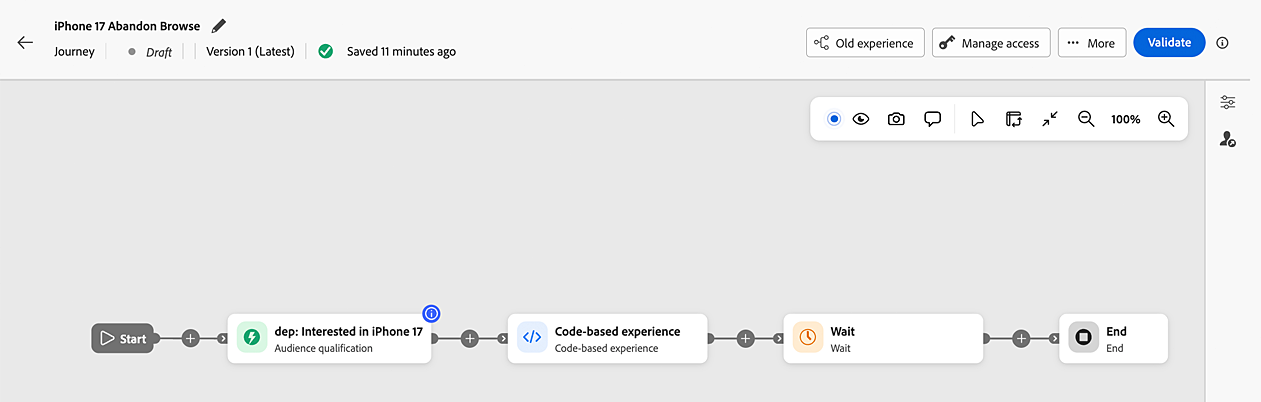 iPhone 17 Abandon Browse
Journey Draft Version 1 (Latest) Saved 11 minutes ago
Old experience Manage access ··· More Validate
100%
Start
dep: Interested in iPhone 17
Audience qualification
Code-based experience
Code-based experience
Wait
Wait
End
End